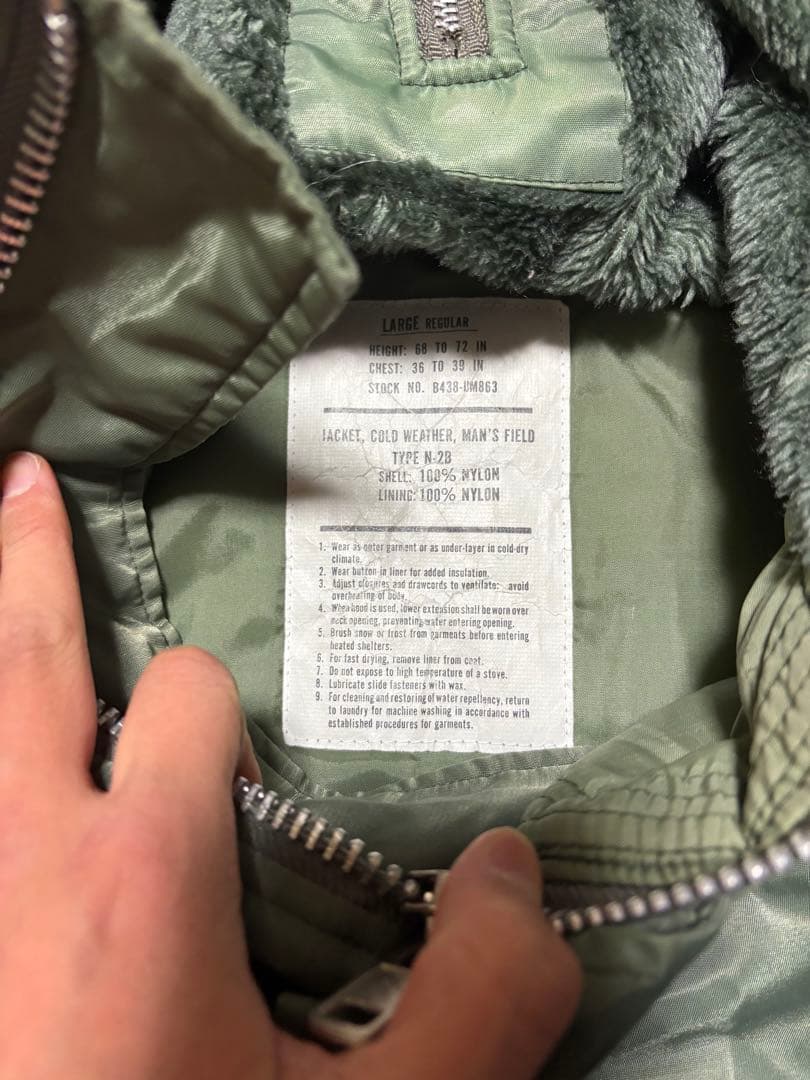 LARGE REGULAR
HEIGHT: 68 TO 72 IN
CHEST: 36 TO 39 IN
STOCK NO. B438-UM863
JACKET, COLD WEATHER, MAN'S FIELD
TYPE N-2B
SHELL: 100% NYLON
LINING: 100% NYLON
1. Wear as outer garment or as under-layer in cold-dry
climate.
2. Wear button-in liner for added insulation.
3. Adjust closures and drawcords to ventilate: avoid
overheating of body.
4. When hood is used, lower extension shall be worn over
neck opening, preventing water entering opening.
5. Brush snow or frost from garments before entering
heated shelters.
6. For fast drying, remove liner from coat.
7. Do not expose to high temperature of a stove.
8. Lubricate slide fasteners with wax.
9. For cleaning and restoring of water repellency, return
to laundry for machine washing in accordance with
established procedures for garments.